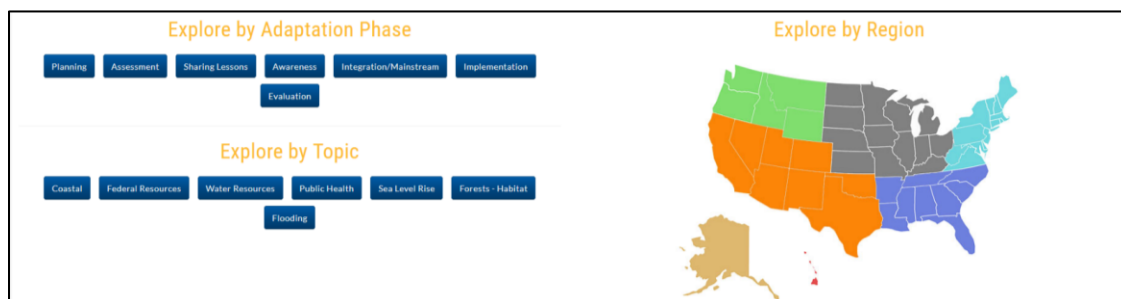 Explore by Adaptation Phase
Planning Assessment Sharing Lessons Awareness Integration/Mainstream Implementation
Evaluation
Explore by Topic
Coastal Federal Resources Water Resources Public Health Sea Level Rise Forests - Habitat
Flooding
Explore by Region